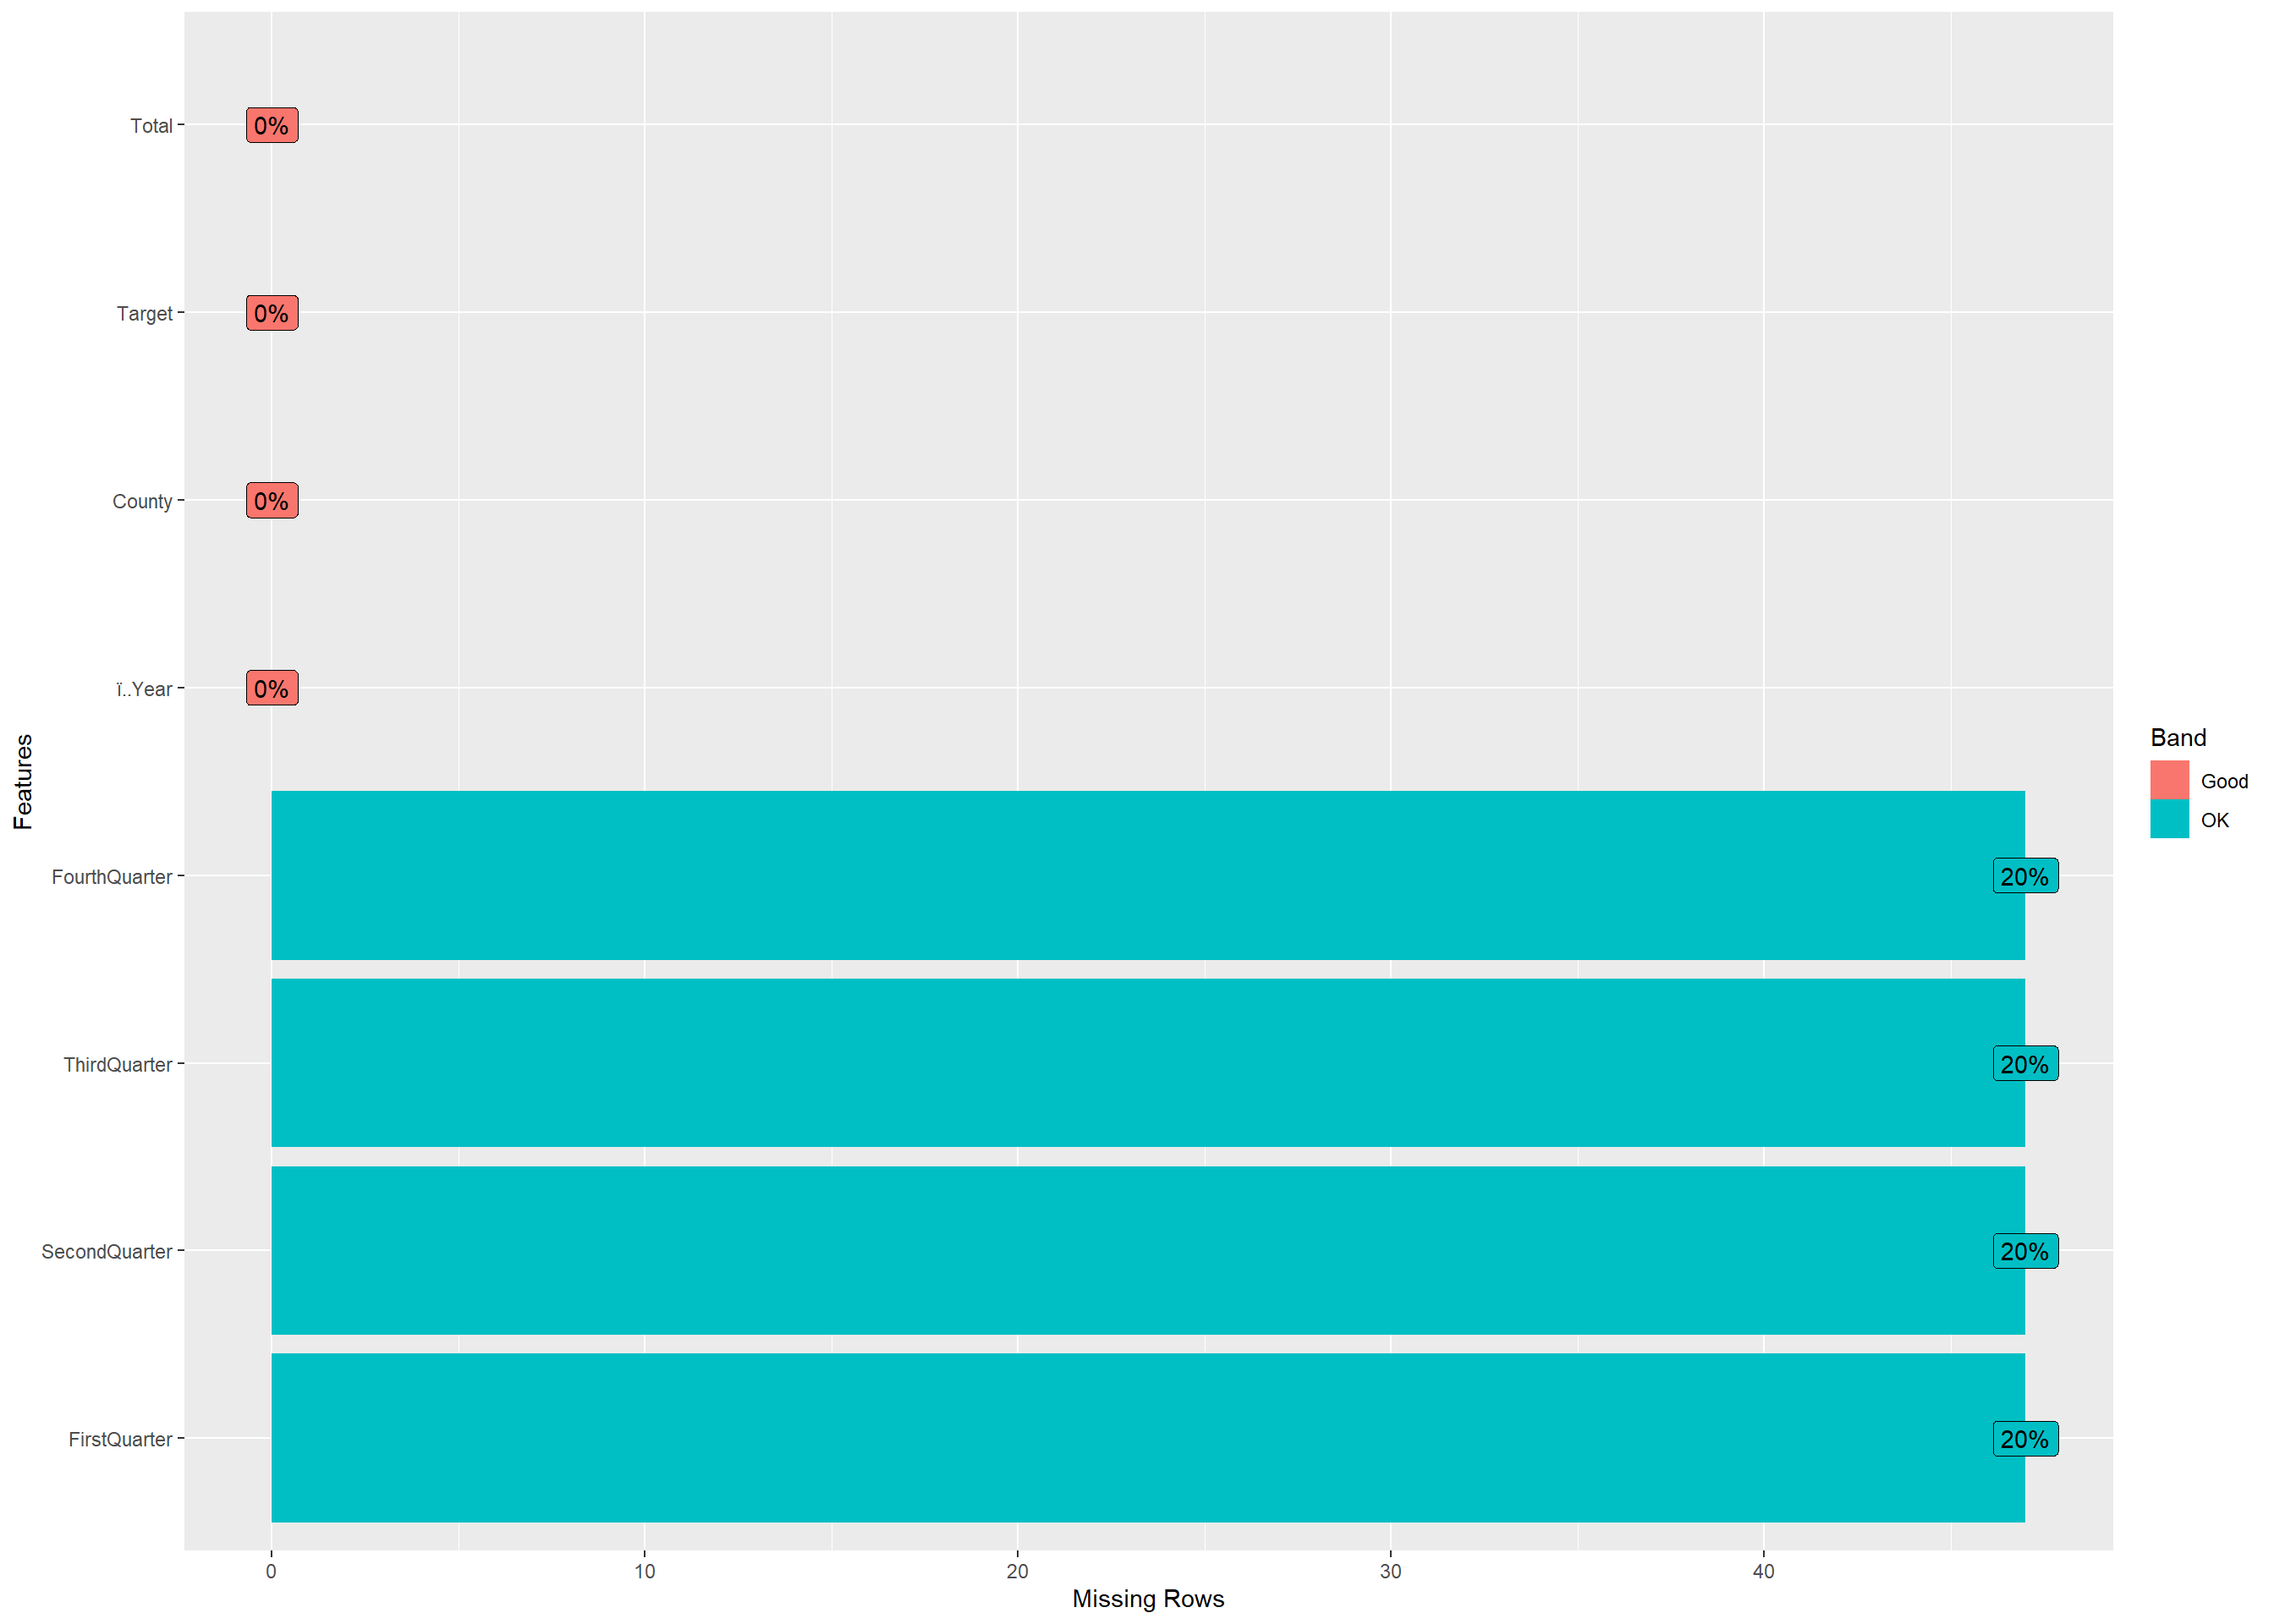 Total
0%
Target
0%
County
0%
ï..Year
0%
Features
Band
Good
OK
FourthQuarter
20%
ThirdQuarter
20%
SecondQuarter
20%
FirstQuarter
20%
0
10
20
30
40
Missing Rows